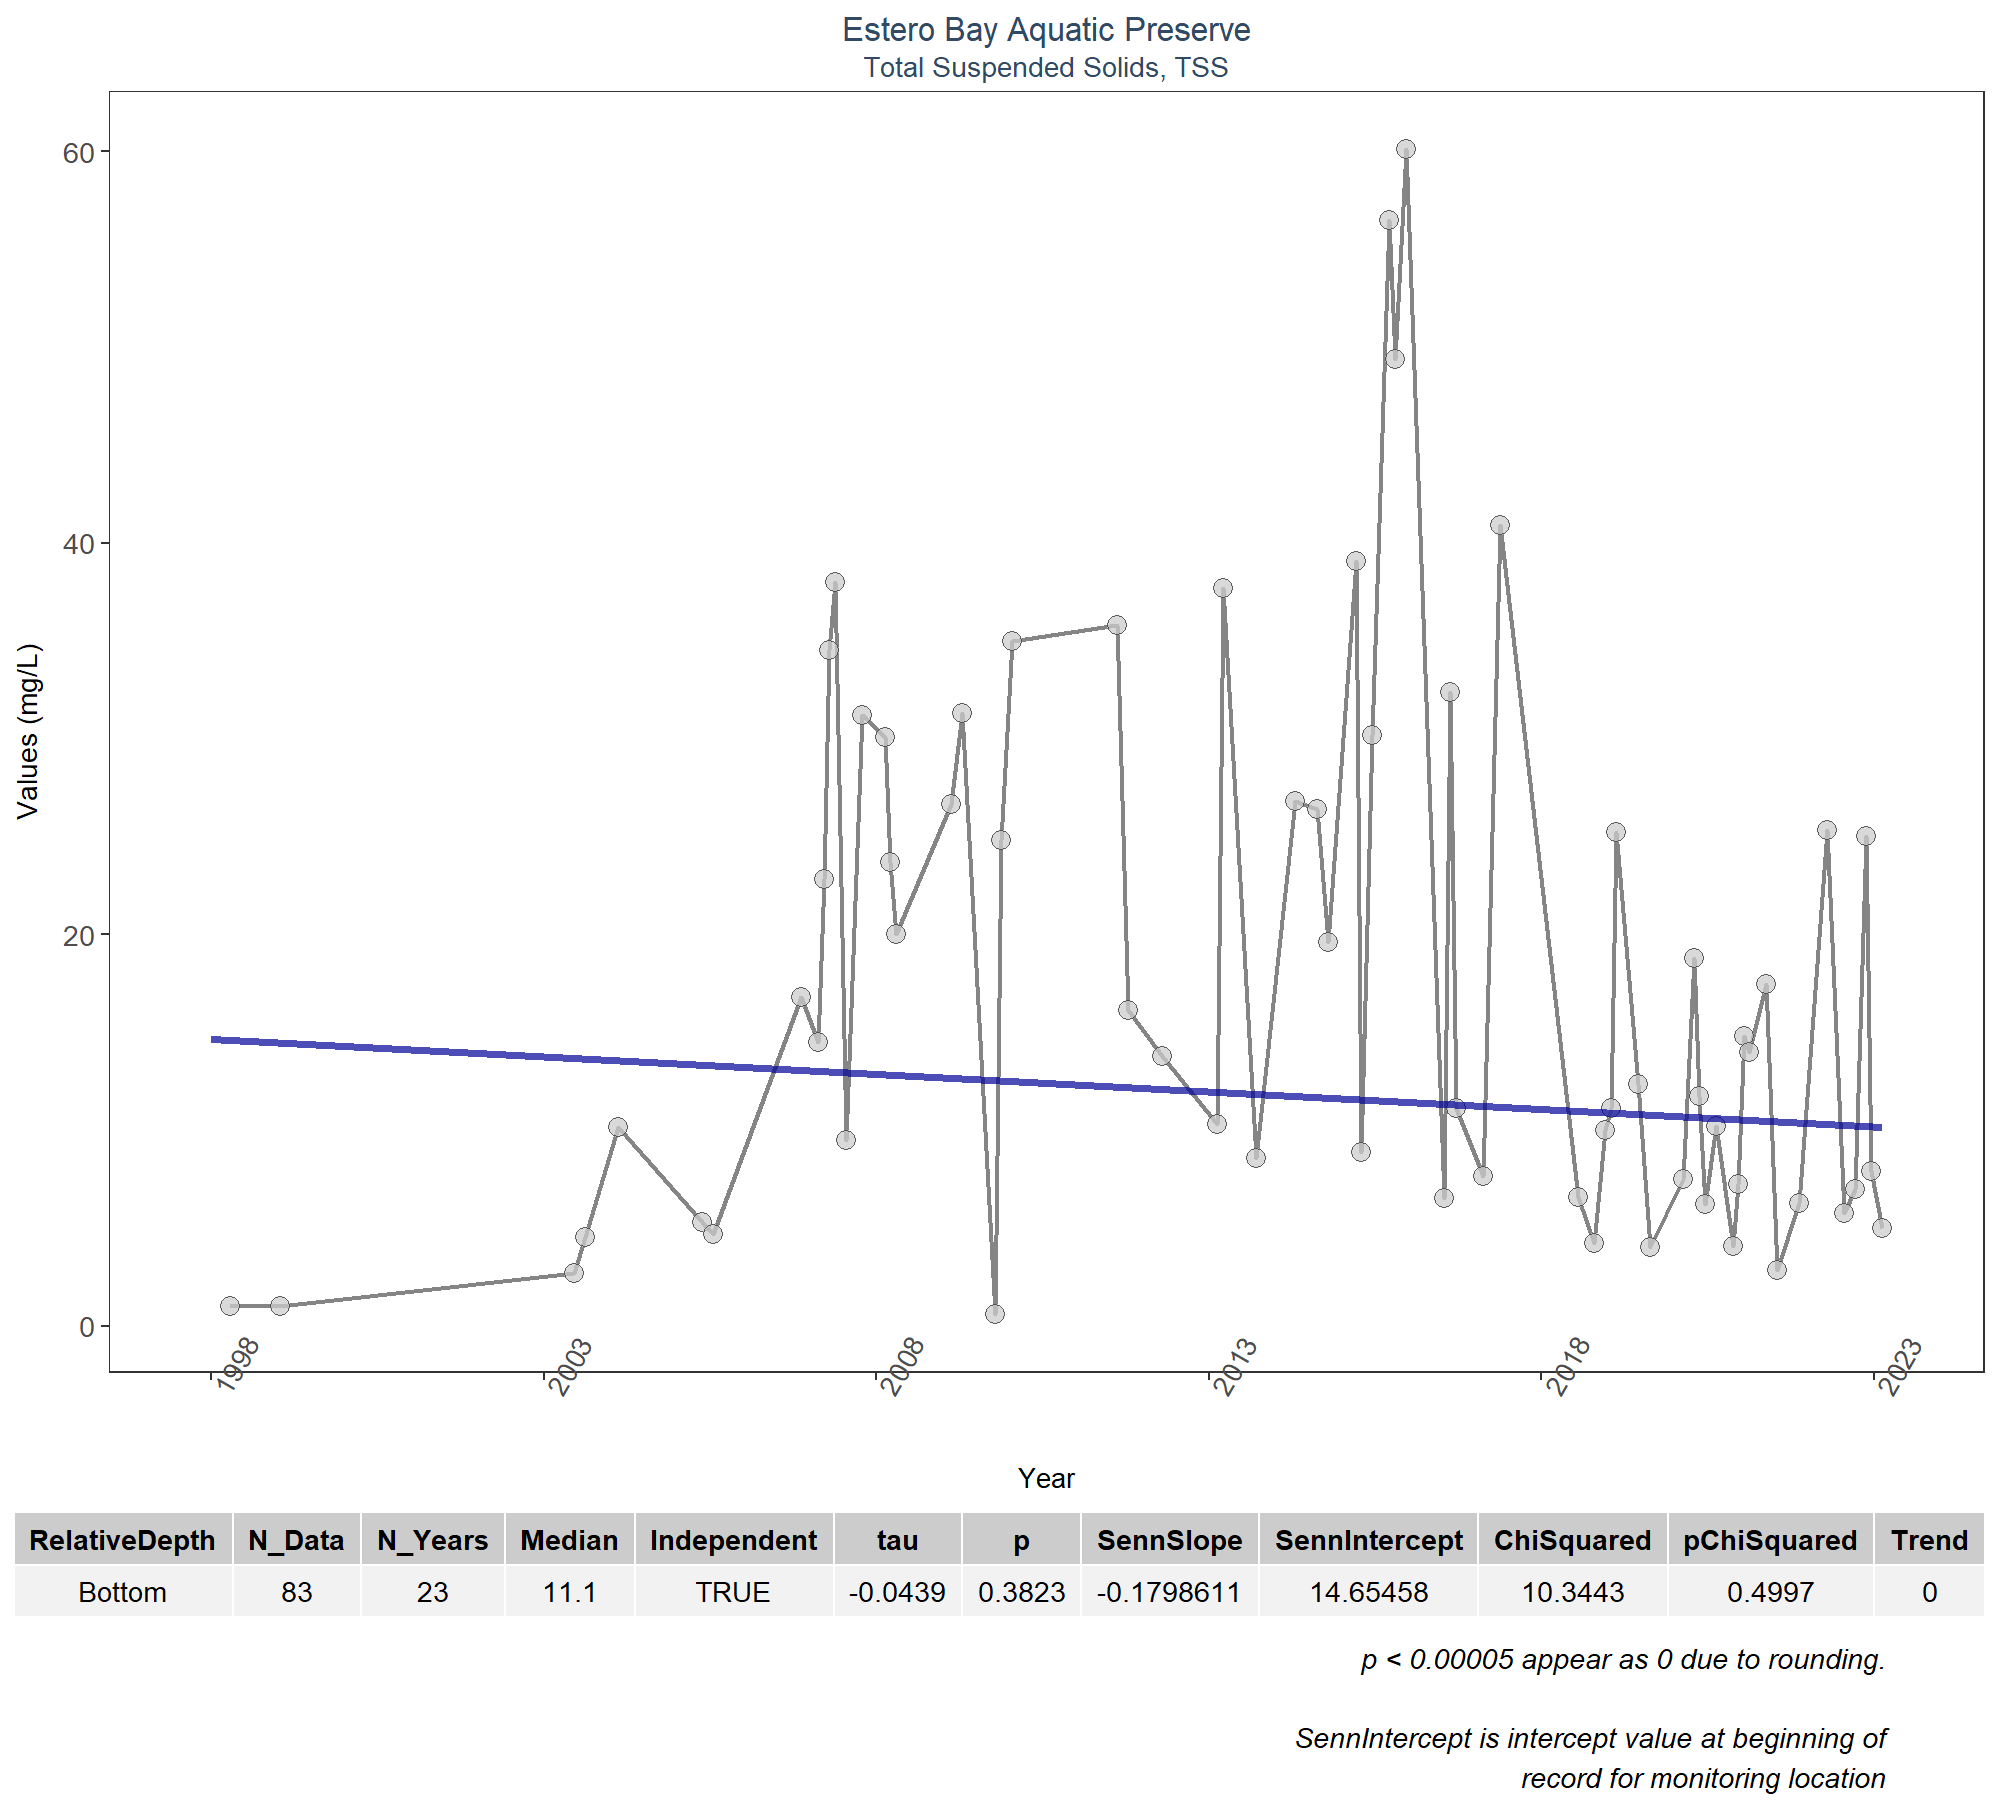 Estero Bay Aquatic Preserve
Total Suspended Solids, TSS
Values (mg/L)
60
40
20
0
1998 2003 2008 2013 2018 2023
Year
RelativeDepth N_Data N_Years Median Independent tau p SennSlope SennIntercept ChiSquared pChiSquared Trend
Bottom 83 23 11.1 TRUE -0.0439 0.3823 -0.1798611 14.65458 10.3443 0.4997 0
p < 0.00005 appear as 0 due to rounding.
SennIntercept is intercept value at beginning of
record for monitoring location